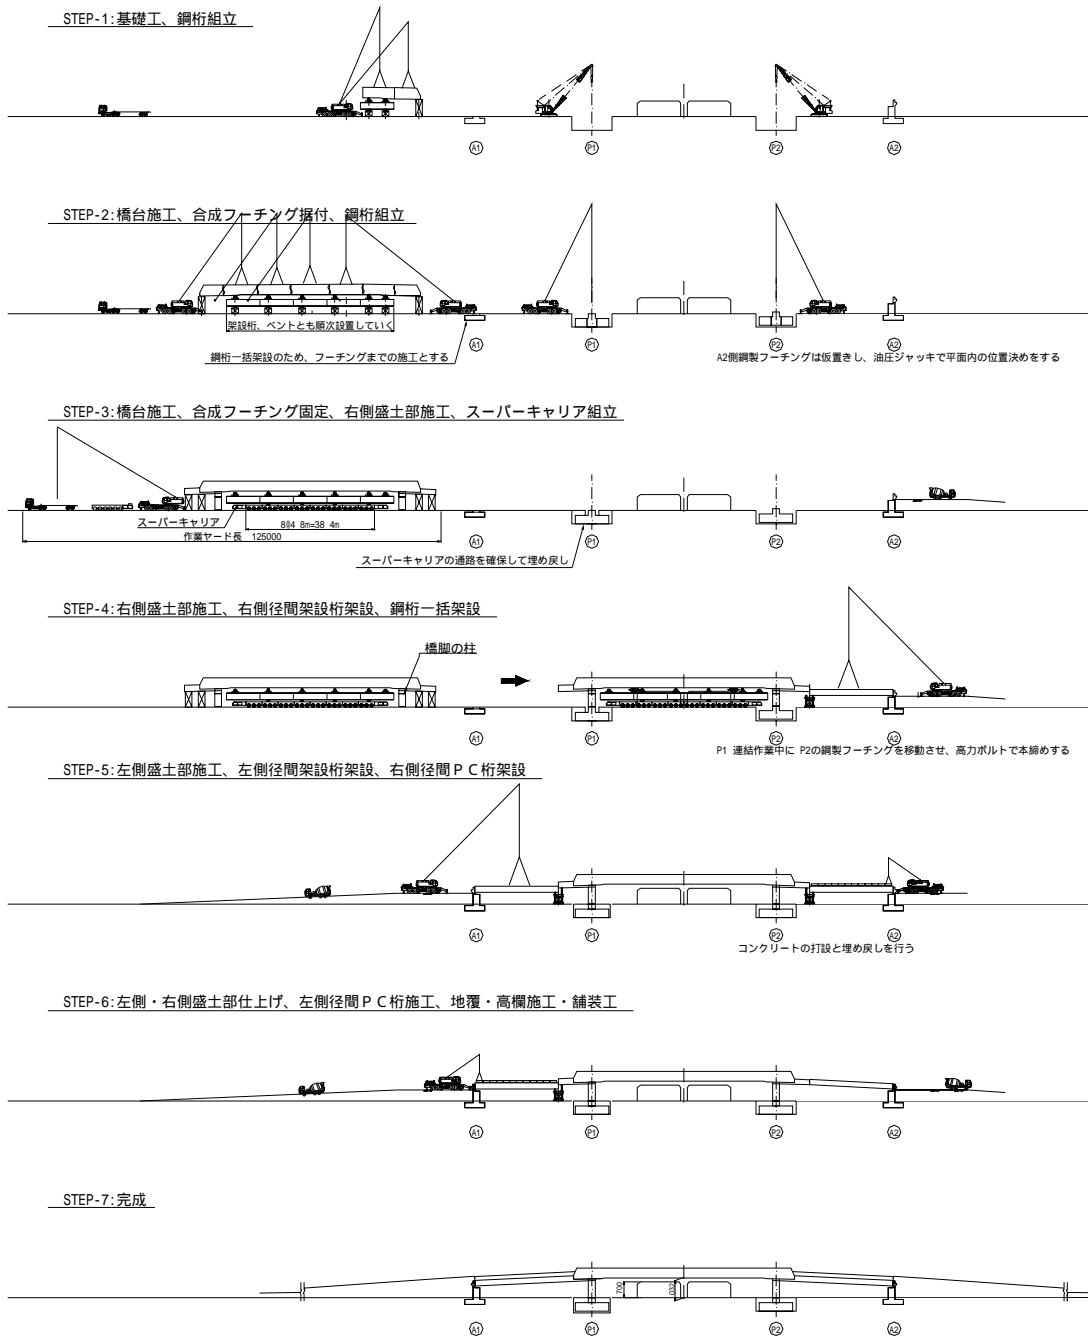 STEP-1:基礎工、鋼桁組立
A1
P1
P2
A2
STEP-2:橋台施工、合成フーチング据付、鋼桁組立
架設桁、ベントとも順次設置していく
鋼桁一括架設のため、フーチングまでの施工とする
A1
P1
P2
A2
A2側鋼製フーチングは仮置きし、油圧ジャッキで平面内の位置決めをする
STEP-3:橋台施工、合成フーチング固定、右側盛土部施工、スーパーキャリア組立
スーパーキャリア
8@4 8m=38 4m
作業ヤード長 125000
スーパーキャリアの通路を確保して埋め戻し
A1
P1
P2
A2
STEP-4:右側盛土部施工、右側径間架設桁架設、鋼桁一括架設
橋脚の柱
A1
P1
P2
A2
P1 連結作業中に P2の鋼製フーチングを移動させ、高力ボルトで本締めする
STEP-5:左側盛土部施工、左側径間架設桁架設、右側径間PC桁架設
A1
P1
P2
A2
コンクリートの打設と埋め戻しを行う
STEP-6:左側・右側盛土部仕上げ、左側径間PC桁施工、地覆・高欄施工・舗装工
A1
P1
P2
A2
STEP-7:完成
700
A1
P1
P2
A2